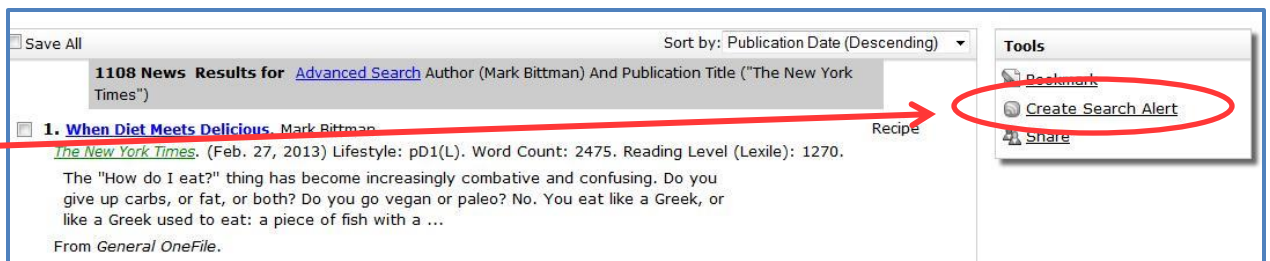 Save All
Sort by: Publication Date (Descending)
1108 News Results for Advanced Search Author (Mark Bittman) And Publication Title ("The New York
Times")
1. When Diet Meets Delicious. Mark Bittman.
Recipe
The New York Times. (Feb. 27, 2013) Lifestyle: pD1(L). Word Count: 2475. Reading Level (Lexile): 1270.
The "How do I eat?" thing has become increasingly combative and confusing. Do you
give up carbs, or fat, or both? Do you go vegan or paleo? No. You eat like a Greek, or
like a Greek used to eat: a piece of fish with a ...
From General OneFile.
Tools
Bookmark
Create Search Alert
Share